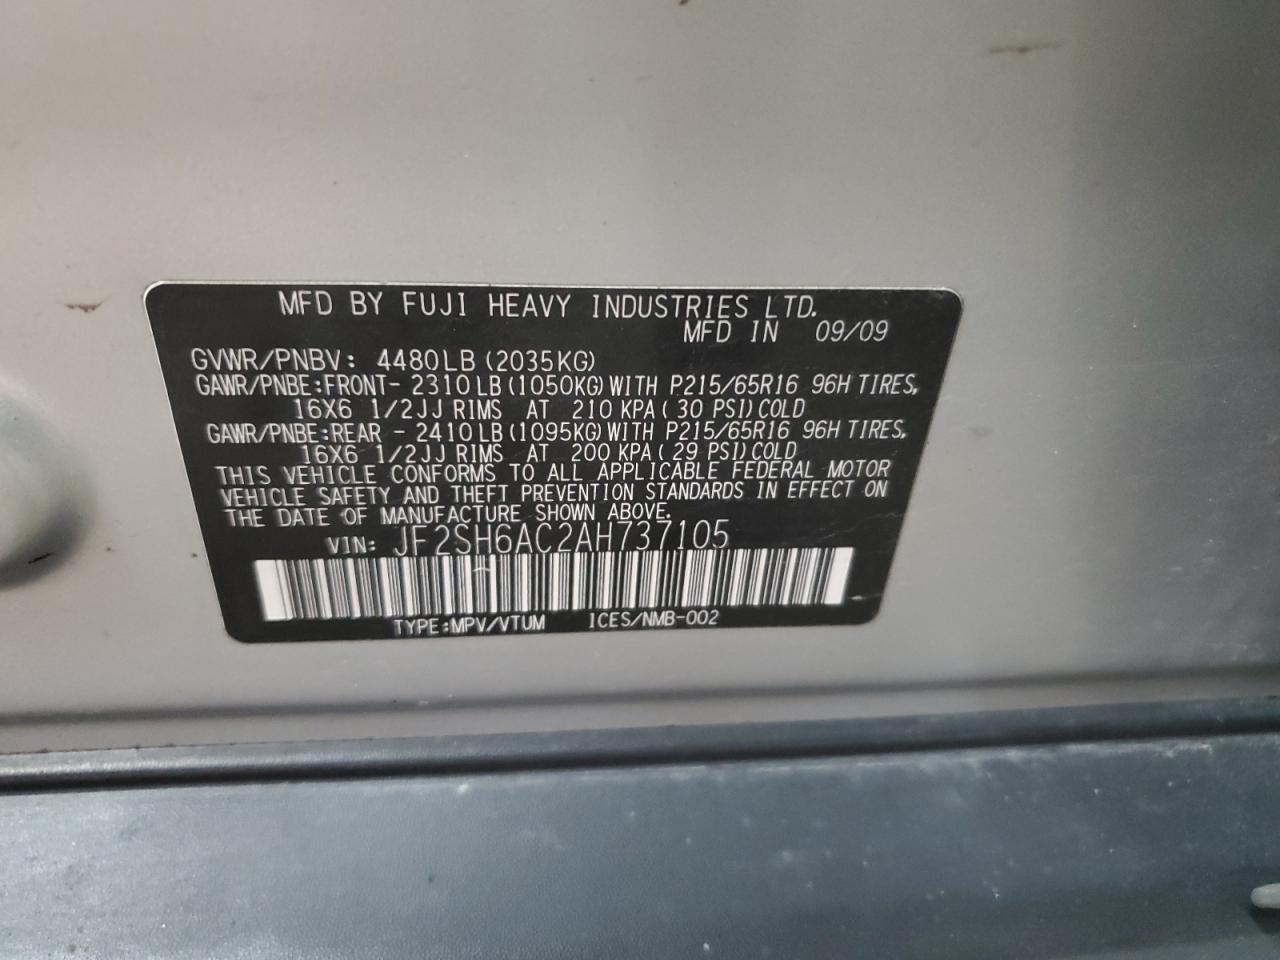 MFD BY FUJI HEAVY INDUSTRIES LTD.
MFD IN 09/09
GVWR/PNBV: 4480LB (2035KG)
GAWR/PNBE:FRONT- 2310LB (1050KG) WITH P215/65R16 96H TIRES,
16X6 1/2JJ RIMS AT 210 KPA (30 PSI) COLD
GAWR/PNBE:REAR - 2410LB (1095KG) WITH P215/65R16 96H TIRES,
16X6 1/2JJ RIMS AT 200 KPA (29 PSI) COLD
THIS VEHICLE CONFORMS TO ALL APPLICABLE FEDERAL MOTOR
VEHICLE SAFETY AND THEFT PREVENTION STANDARDS IN EFFECT ON
THE DATE OF MANUFACTURE SHOWN ABOVE.
VIN: JF2SH6AC2AH737105
TYPE:MPV/VTUM ICES/NMB-002